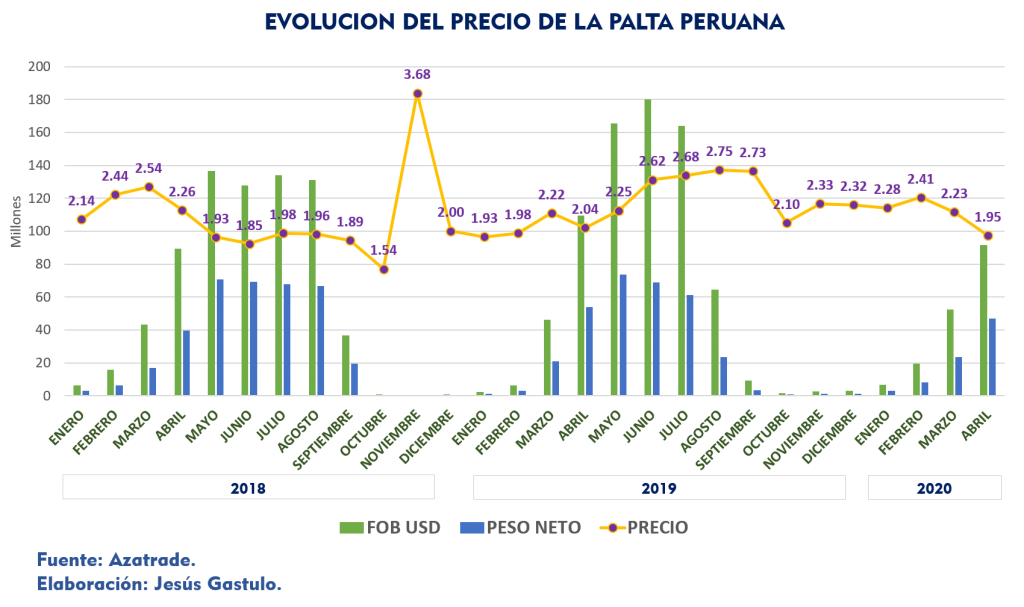 EVOLUCION DEL PRECIO DE LA PALTA PERUANA
Millones
200
180
160
140
120
100
80
60
40
20
0
2.14
2.44
2.54
2.26
1.93
1.85
1.98
1.96
1.89
1.54
3.68
2.00
1.93
1.98
2.22
2.04
2.25
2.62
2.68
2.75
2.73
2.10
2.33
2.32
2.28
2.41
2.23
1.95
ENERO
FEBRERO
MARZO
ABRIL
MAYO
JUNIO
JULIO
AGOSTO
SEPTIEMBRE
OCTUBRE
NOVIEMBRE
DICIEMBRE
ENERO
FEBRERO
MARZO
ABRIL
MAYO
JUNIO
JULIO
AGOSTO
SEPTIEMBRE
OCTUBRE
NOVIEMBRE
DICIEMBRE
ENERO
FEBRERO
MARZO
ABRIL
2018
2019
2020
FOB USD
PESO NETO
PRECIO
Fuente: Azatrade.
Elaboración: Jesús Gastulo.